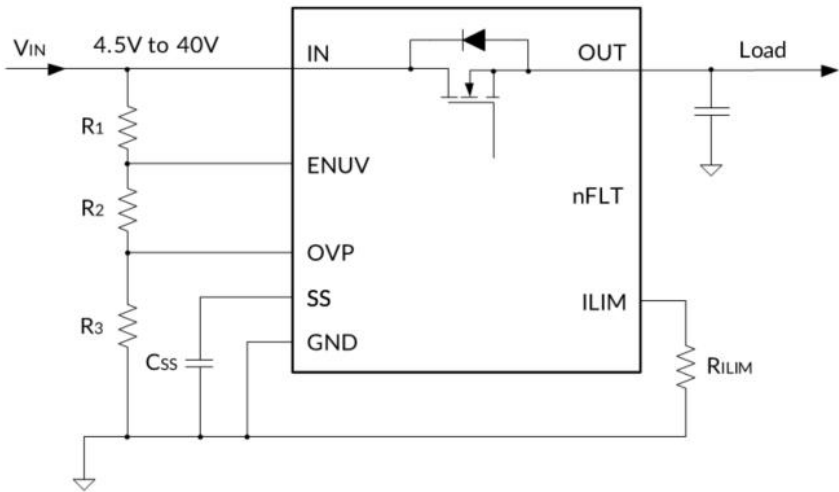 VIN 4.5V to 40V
IN
OUT
Load
R1
ENUV
R2
nFLT
OVP
SS
ILIM
R3
GND
CSS
RILIM